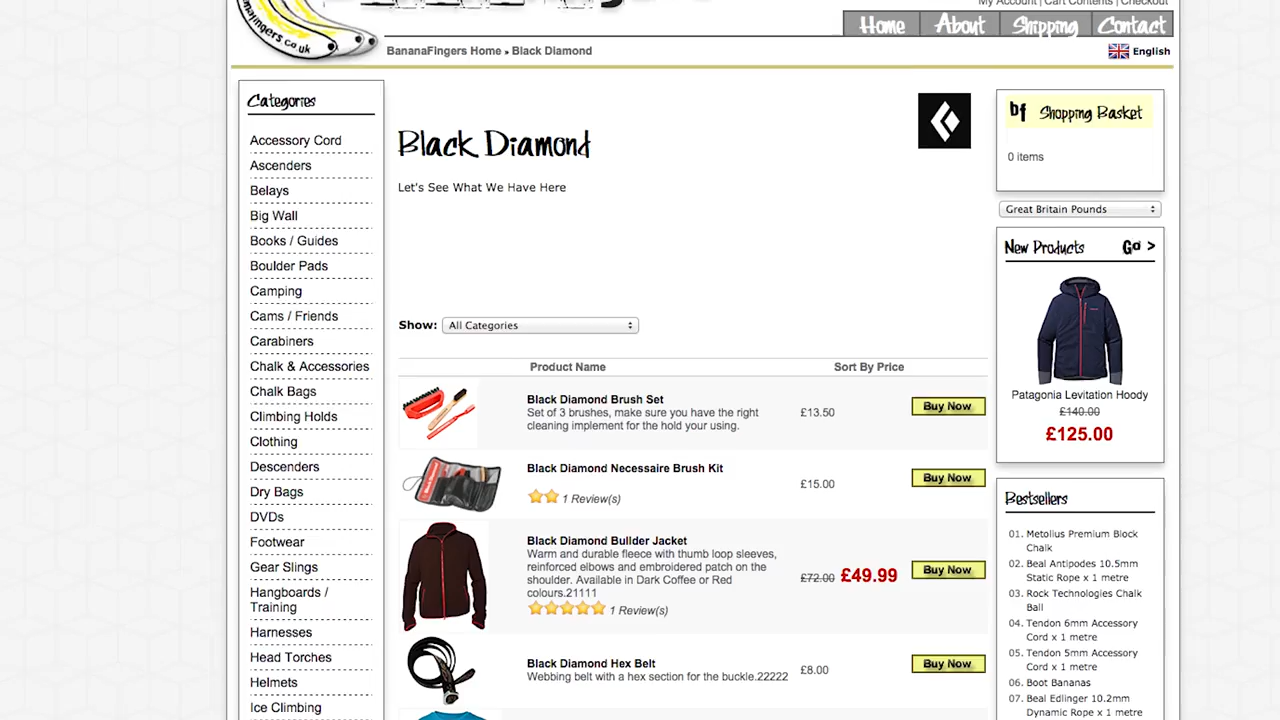 My Account | Cart Contents | Checkout
nafingers.co.uk
Home About Shipping Contact
BananaFingers Home » Black Diamond
English
Categories
Accessory Cord
Ascenders
Belays
Big Wall
Books / Guides
Boulder Pads
Camping
Cams / Friends
Carabiners
Chalk & Accessories
Chalk Bags
Climbing Holds
Clothing
Descenders
Dry Bags
DVDs
Footwear
Gear Slings
Hangboards /
Training
Harnesses
Head Torches
Helmets
Ice Climbing
Black Diamond
Let's See What We Have Here
Show: All Categories
Product Name Sort By Price
Black Diamond Brush Set
Set of 3 brushes, make sure you have the right
cleaning implement for the hold your using.
£13.50
Buy Now
Black Diamond Necessaire Brush Kit
1 Review(s)
£15.00
Buy Now
Black Diamond Builder Jacket
Warm and durable fleece with thumb loop sleeves,
reinforced elbows and embroidered patch on the
shoulder. Available in Dark Coffee or Red
colours.21111
1 Review(s)
£72.00 £49.99
Buy Now
Black Diamond Hex Belt
Webbing belt with a hex section for the buckle.22222
£8.00
Buy Now
bf Shopping Basket
0 items
Great Britain Pounds
New Products Go >
Patagonia Levitation Hoody
£140.00
£125.00
Bestsellers
01. Metolius Premium Block
Chalk
02. Beal Antipodes 10.5mm
Static Rope x 1 metre
03. Rock Technologies Chalk
Ball
04. Tendon 6mm Accessory
Cord x 1 metre
05. Tendon 5mm Accessory
Cord x 1 metre
06. Boot Bananas
07. Beal Edlinger 10.2mm
Dynamic Rope x 1 metre